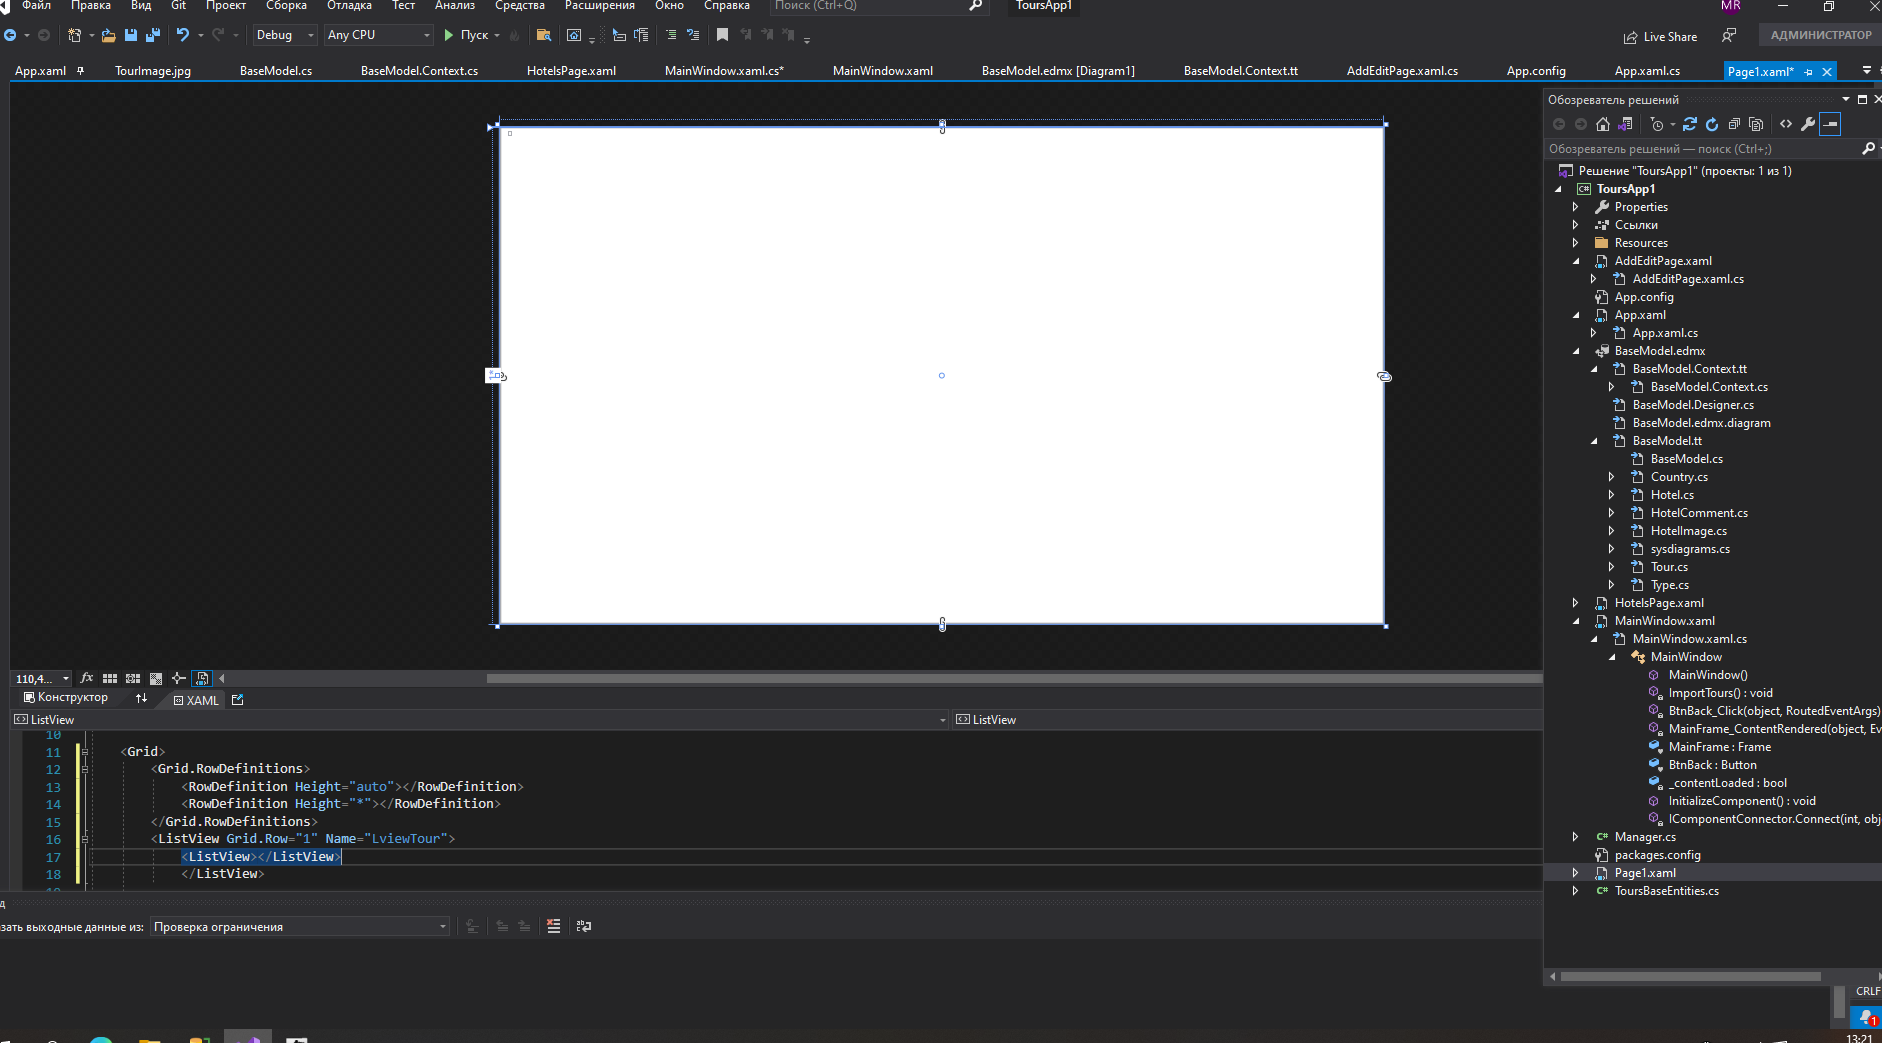 Файл Правка Вид Git Проект Сборка Отладка Тест Анализ Средства Расширения Окно Справка Поиск (Ctrl+Q) ToursApp1 MR
Debug Any CPU Пуск Live Share АДМИНИСТРАТОР
App.xaml TourImage.jpg BaseModel.cs BaseModel.Context.cs HotelsPage.xaml MainWindow.xaml.cs* MainWindow.xaml BaseModel.edmx [Diagram1] BaseModel.Context.tt AddEditPage.xaml.cs App.config App.xaml.cs Page1.xaml*
Обозреватель решений
Обозреватель решений — поиск (Ctrl+;)
Решение "ToursApp1" (проекты: 1 из 1)
ToursApp1
Properties
Ссылки
Resources
AddEditPage.xaml
AddEditPage.xaml.cs
App.config
App.xaml
App.xaml.cs
BaseModel.edmx
BaseModel.Context.tt
BaseModel.Context.cs
BaseModel.Designer.cs
BaseModel.edmx.diagram
BaseModel.tt
BaseModel.cs
Country.cs
Hotel.cs
HotelComment.cs
HotelImage.cs
sysdiagrams.cs
Tour.cs
Type.cs
HotelsPage.xaml
MainWindow.xaml
MainWindow.xaml.cs
MainWindow
MainWindow()
ImportTours() : void
BtnBack_Click(object, RoutedEventArgs)
MainFrame_ContentRendered(object, Ev
MainFrame : Frame
BtnBack : Button
_contentLoaded : bool
InitializeComponent() : void
IComponentConnector.Connect(int, obj
Manager.cs
packages.config
Page1.xaml
ToursBaseEntities.cs
110,4...
Конструктор XAML
ListView ListView
10
11 <Grid>
12 <Grid.RowDefinitions>
13 <RowDefinition Height="auto"></RowDefinition>
14 <RowDefinition Height="*"></RowDefinition>
15 </Grid.RowDefinitions>
16 <ListView Grid.Row="1" Name="LviewTour">
17 <ListView></ListView>
18 </ListView>
зать выходные данные из: Проверка ограничения
CRLF
1
13:21